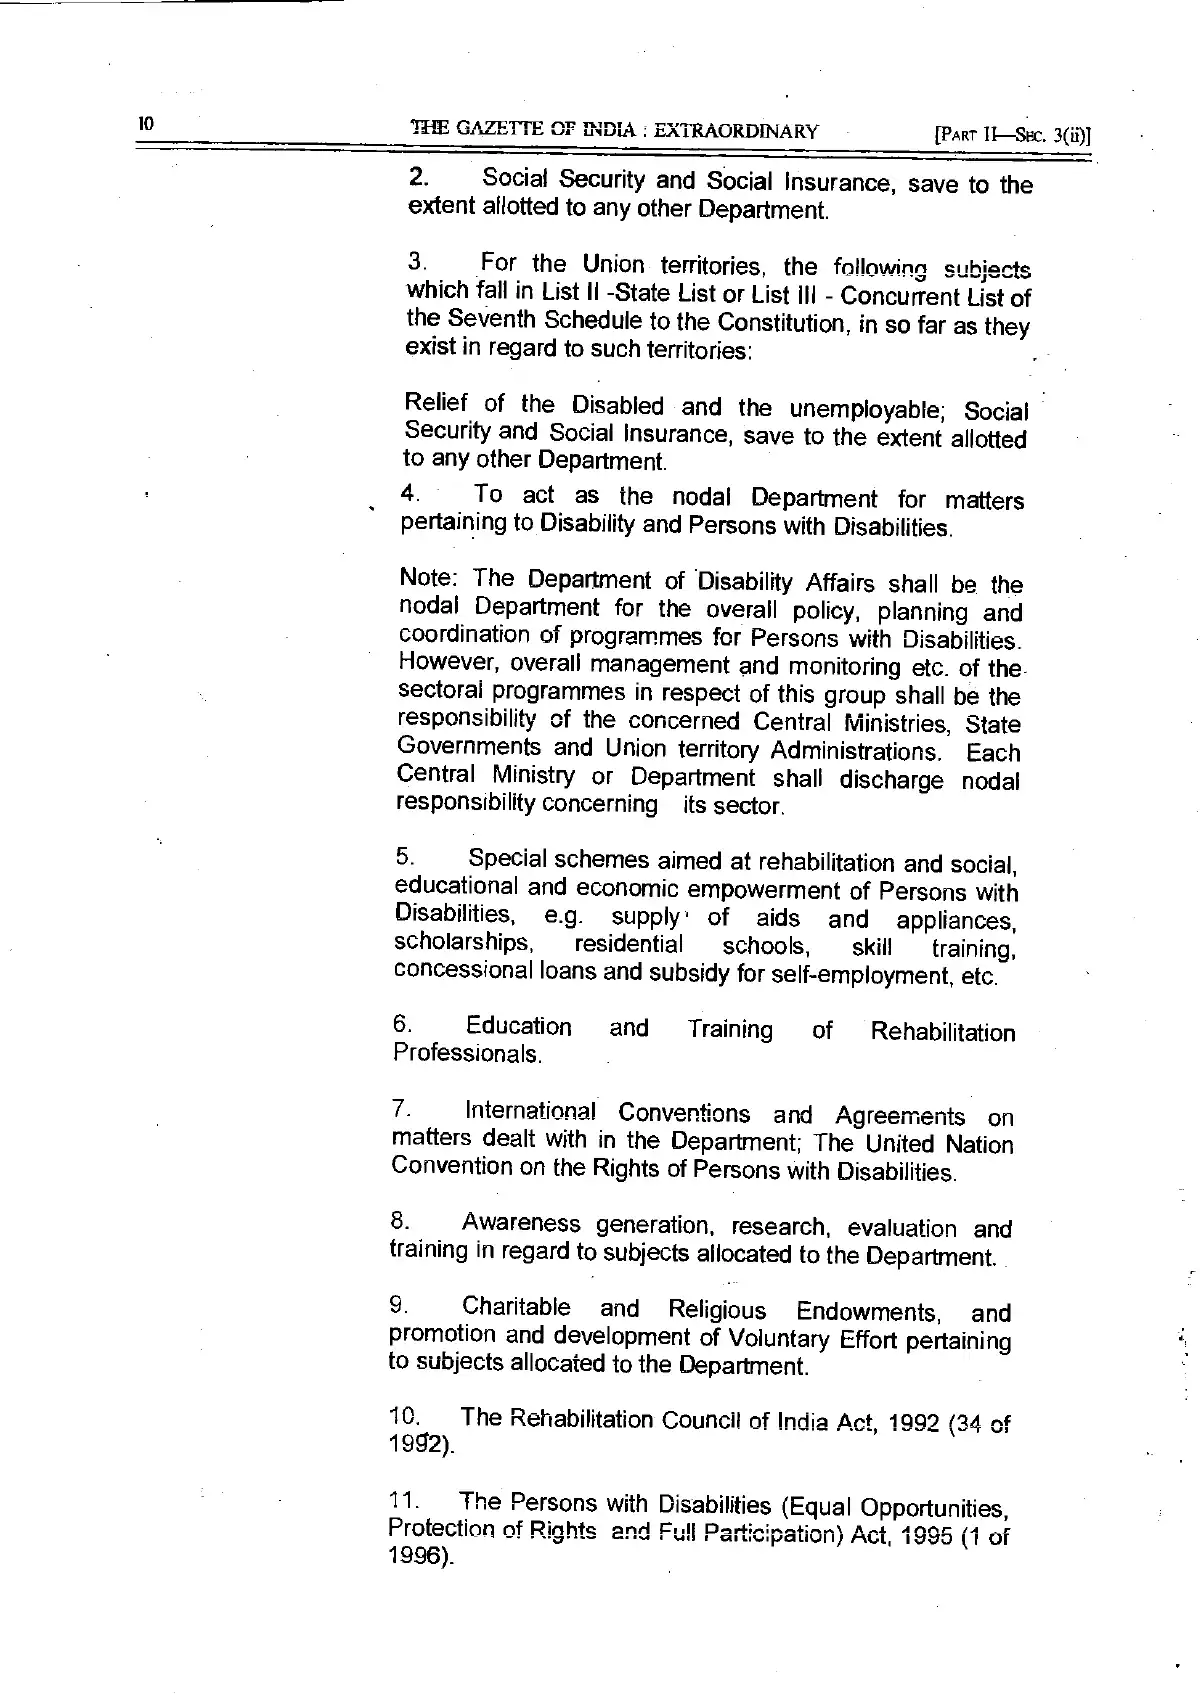 10 THE GAZETTE OF INDIA : EXTRAORDINARY [PART II—SEC. 3(ii)]
2. Social Security and Social Insurance, save to the
extent allotted to any other Department.
3. For the Union territories, the following subjects
which fall in List II -State List or List III - Concurrent List of
the Seventh Schedule to the Constitution, in so far as they
exist in regard to such territories:
Relief of the Disabled and the unemployable; Social
Security and Social Insurance, save to the extent allotted
to any other Department.
4. To act as the nodal Department for matters
pertaining to Disability and Persons with Disabilities.
Note: The Department of Disability Affairs shall be the
nodal Department for the overall policy, planning and
coordination of programmes for Persons with Disabilities.
However, overall management and monitoring etc. of the
sectoral programmes in respect of this group shall be the
responsibility of the concerned Central Ministries, State
Governments and Union territory Administrations. Each
Central Ministry or Department shall discharge nodal
responsibility concerning its sector.
5. Special schemes aimed at rehabilitation and social,
educational and economic empowerment of Persons with
Disabilities, e.g. supply of aids and appliances,
scholarships, residential schools, skill training,
concessional loans and subsidy for self-employment, etc.
6. Education and Training of Rehabilitation
Professionals.
7. International Conventions and Agreements on
matters dealt with in the Department; The United Nation
Convention on the Rights of Persons with Disabilities.
8. Awareness generation, research, evaluation and
training in regard to subjects allocated to the Department.
9. Charitable and Religious Endowments, and
promotion and development of Voluntary Effort pertaining
to subjects allocated to the Department.
10. The Rehabilitation Council of India Act, 1992 (34 of
1992).
11. The Persons with Disabilities (Equal Opportunities,
Protection of Rights and Full Participation) Act, 1995 (1 of
1996).